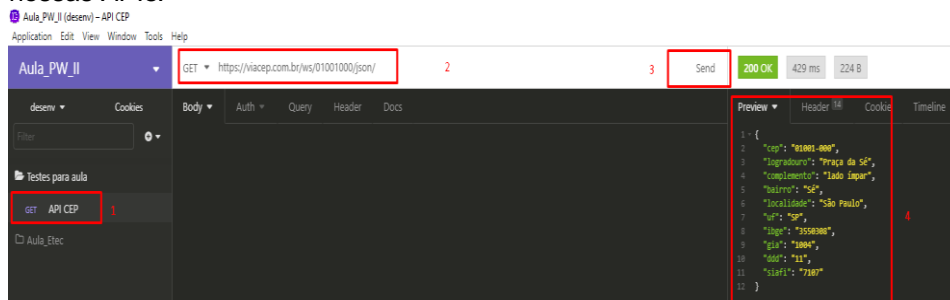 Aula_PW_II (desenv) – API CEP
Application Edit View Window Tools Help
Aula_PW_II
GET https://viacep.com.br/ws/01001000/json/
2
3
Send
200 OK
429 ms
224 B
desenv
Cookies
Body
Auth
Query
Header
Docs
Preview
Header 14
Cookie
Timeline
Filter
Testes para aula
GET API CEP
1
Aula_Etec
1 {
2 "cep": "01001-000",
3 "logradouro": "Praça da Sé",
4 "complemento": "lado ímpar",
5 "bairro": "Sé",
6 "localidade": "São Paulo",
7 "uf": "SP",
8 "ibge": "3550308",
9 "gia": "1004",
10 "ddd": "11",
11 "siafi": "7107"
12 }
4